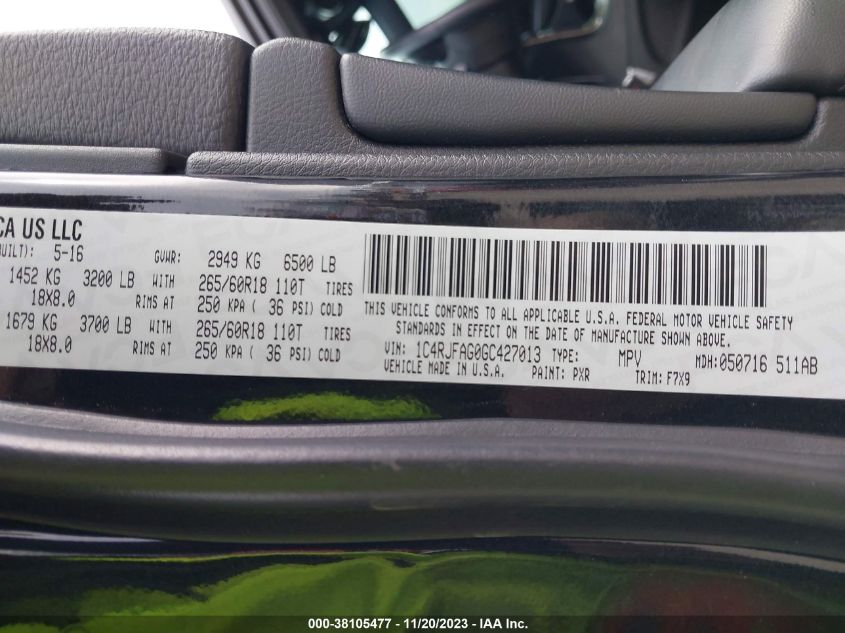 CA US LLC
BUILT): 5-16 GVWR: 2949 KG 6500 LB
1452 KG 3200 LB WITH 265/60R18 110T TIRES
18X8.0 RIMS AT 250 KPA ( 36 PSI) COLD
1679 KG 3700 LB WITH 265/60R18 110T TIRES
18X8.0 RIMS AT 250 KPA ( 36 PSI) COLD
THIS VEHICLE CONFORMS TO ALL APPLICABLE U.S.A. FEDERAL MOTOR VEHICLE SAFETY
STANDARDS IN EFFECT ON THE DATE OF MANUFACTURE SHOWN ABOVE.
VIN: 1C4RJFAG0GC427013 TYPE: MPV MDH:050716 511AB
VEHICLE MADE IN U.S.A. PAINT: PXR TRIM: F7X9
000-38105477 - 11/20/2023 - IAA Inc.